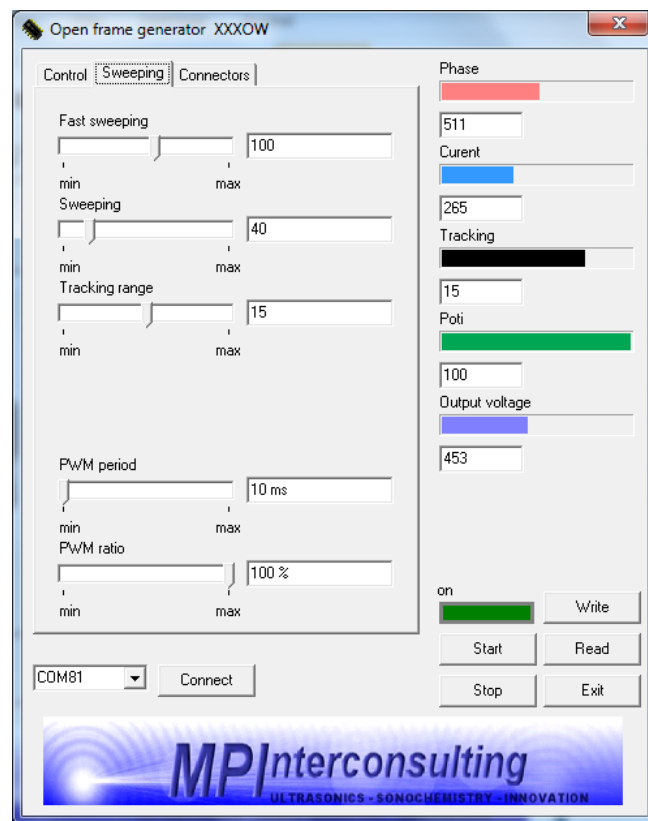 Open frame generator XXXOW
Control Sweeping Connectors
Fast sweeping
100
min max
Sweeping
40
min max
Tracking range
15
min max
PWM period
10 ms
min max
PWM ratio
100 %
min max
Phase
511
Curent
265
Tracking
15
Poti
100
Output voltage
453
on
Write
Start Read
Stop Exit
COM81 Connect
MPInterconsulting
ULTRASONICS - SONOCHEMISTRY - INNOVATION